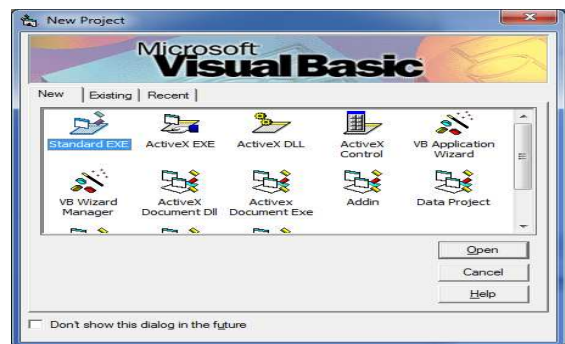 New Project
Microsoft
Visual Basic
New Existing Recent
Standard EXE ActiveX EXE ActiveX DLL ActiveX Control VB Application Wizard
VB Wizard Manager ActiveX Document Dll Activex Document Exe Addin Data Project
Open
Cancel
Help
Don't show this dialog in the future